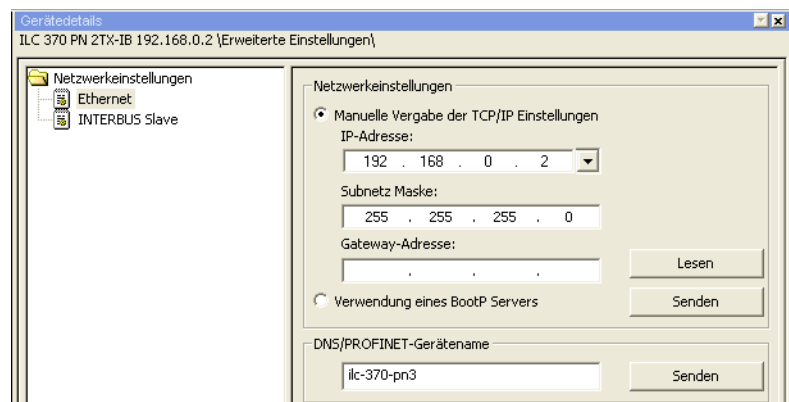 Gerätedetails
ILC 370 PN 2TX-IB 192.168.0.2 \Erweiterte Einstellungen\
Netzwerkeinstellungen
Ethernet
INTERBUS Slave
Netzwerkeinstellungen
Manuelle Vergabe der TCP/IP Einstellungen
IP-Adresse:
192 . 168 . 0 . 2
Subnetz Maske:
255 . 255 . 255 . 0
Gateway-Adresse:
. . .
Lesen
Verwendung eines BootP Servers
Senden
DNS/PROFINET-Gerätename
ilc-370-pn3
Senden